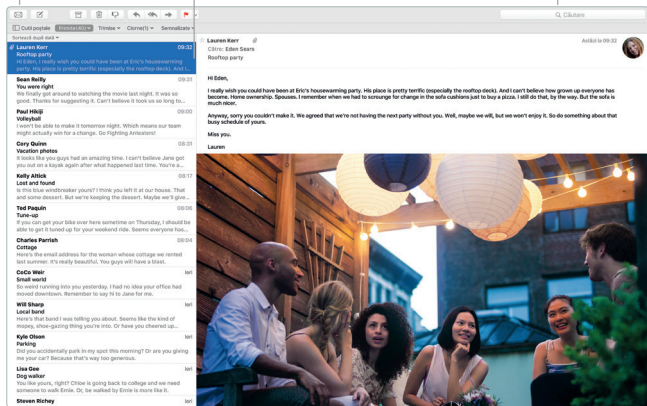 Căutare
Cutii poștale
Primite (40)
Trimise
Ciorne(1)
Semnalizate
Sortează după dată
Lauren Kerr 09:32
Rooftop party
Hi Eden, I really wish you could have been at Eric's housewarming
party. His place is pretty terrific (especially the rooftop deck). And I...
Sean Reilly 09:31
You were right
We finally got around to watching the movie last night. It was so
good. Thanks for suggesting it. Can't believe it took us so long to...
Paul Hikiji 09:00
Volleyball
I won't be able to make it tomorrow night. Which means our team
might actually win for a change. Go Fighting Anteaters!
Cory Quinn 08:31
Vacation photos
It looks like you guys had an amazing time. I can't believe Jane got
you out on a kayak again after what happened last time. You're a...
Kelly Altick 08:17
Lost and found
Is this blue windbreaker yours? I think you left it at our house. That
and some dessert. But we're keeping the dessert. Maybe we'll give...
Ted Paquin 08:06
Tune-up
If you can get your bike over here sometime on Thursday, I should be
able to get it tuned up for your weekend ride. Seems everyone has...
Charles Parrish 08:04
Cottage
Here's the email address for the woman whose cottage we rented
last summer. It's really beautiful. You guys will have a blast.
CoCo Weir Ieri
Small world
So weird running into you yesterday. I had no idea your office had
moved downtown. Remember to say hi to Jane for me.
Will Sharp Ieri
Local band
Here's that band I was telling you about. Seems like the kind of
mopey, shoe-gazing thing you're into. Or have you cheered up...
Kyle Olson Ieri
Parking
Did you accidentally park in my spot this morning? Or are you giving
me your car? Because that's way too generous.
Lisa Gee Ieri
Dog walker
You like yours, right? Chloe is going back to college and we need
someone to walk Ernie. Or, be walked by Ernie is more like it.
Steven Richey Ieri
Lauren Kerr
Astăzi la 09:32
Către: Eden Sears
Rooftop party
Hi Eden,
I really wish you could have been at Eric's housewarming party. His place is pretty terrific (especially the rooftop deck). And I can't believe how grown up everyone has
become. Home ownership. Spouses. I remember when we had to scrounge for change in the sofa cushions just to buy a pizza. I still do that, by the way. But the sofa is
much nicer.
Anyway, sorry you couldn't make it. We agreed that we're not having the next party without you. Well, maybe we will, but we won't enjoy it. So do something about that
busy schedule of yours.
Miss you.
Lauren